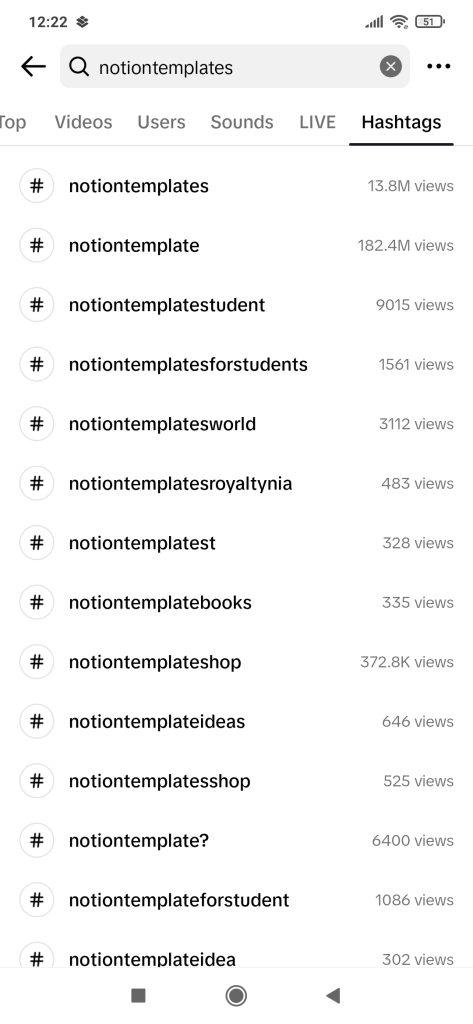 12:22
51
notiontemplates
Top Videos Users Sounds LIVE Hashtags
# notiontemplates 13.8M views
# notiontemplate 182.4M views
# notiontemplatestudent 9015 views
# notiontemplatesforstudents 1561 views
# notiontemplatesworld 3112 views
# notiontemplatesroyaltynia 483 views
# notiontemplatest 328 views
# notiontemplatebooks 335 views
# notiontemplateshop 372.8K views
# notiontemplateideas 646 views
# notiontemplatesshop 525 views
# notiontemplate? 6400 views
# notiontemplateforstudent 1086 views
# notiontemplateidea 302 views